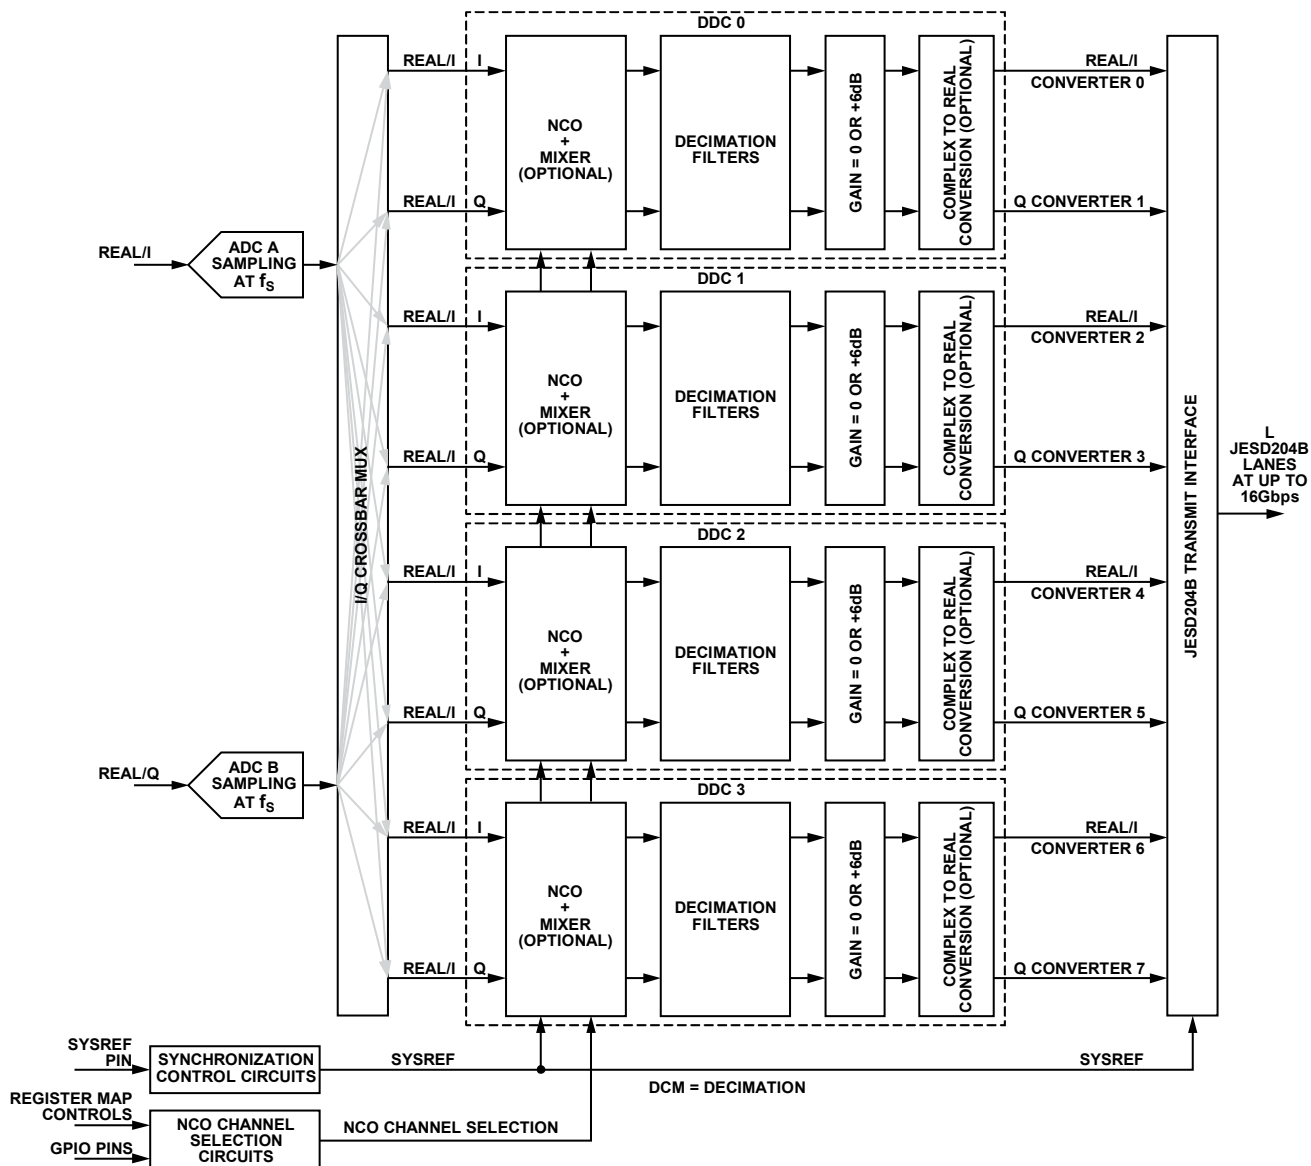 DDC 0
REAL/I I
NCO
+
MIXER
(OPTIONAL)
DECIMATION
FILTERS
GAIN = 0 OR +6dB
COMPLEX TO REAL
CONVERSION (OPTIONAL)
REAL/I
CONVERTER 0
REAL/I Q
Q CONVERTER 1
REAL/I
ADC A
SAMPLING
AT fS
DDC 1
REAL/I I
NCO
+
MIXER
(OPTIONAL)
DECIMATION
FILTERS
GAIN = 0 OR +6dB
COMPLEX TO REAL
CONVERSION (OPTIONAL)
REAL/I
CONVERTER 2
REAL/I Q
Q CONVERTER 3
I/Q CROSSBAR MUX
JESD204B TRANSMIT INTERFACE
L
JESD204B
LANES
AT UP TO
16Gbps
DDC 2
REAL/I I
NCO
+
MIXER
(OPTIONAL)
DECIMATION
FILTERS
GAIN = 0 OR +6dB
COMPLEX TO REAL
CONVERSION (OPTIONAL)
REAL/I
CONVERTER 4
REAL/I Q
Q CONVERTER 5
REAL/Q
ADC B
SAMPLING
AT fS
DDC 3
REAL/I I
NCO
+
MIXER
(OPTIONAL)
DECIMATION
FILTERS
GAIN = 0 OR +6dB
COMPLEX TO REAL
CONVERSION (OPTIONAL)
REAL/I
CONVERTER 6
REAL/I Q
Q CONVERTER 7
SYSREF
PIN
SYNCHRONIZATION
CONTROL CIRCUITS
SYSREF
SYSREF
DCM = DECIMATION
REGISTER MAP
CONTROLS
GPIO PINS
NCO CHANNEL
SELECTION
CIRCUITS
NCO CHANNEL SELECTION